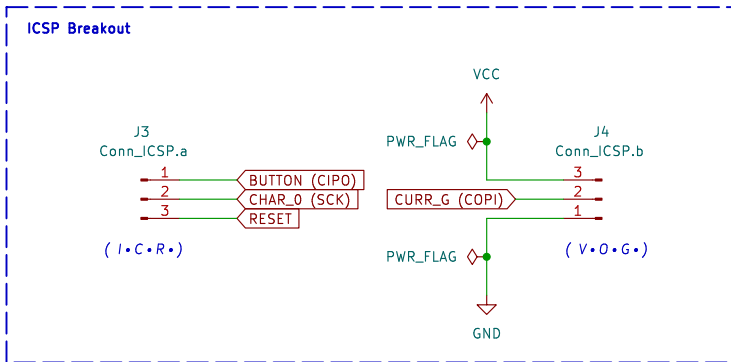 ICSP Breakout
VCC
J3
Conn_ICSP.a
PWR_FLAG
J4
Conn_ICSP.b
1
BUTTON (CIPO)
3
2
CHAR_0 (SCK)
CURR_G (COPI)
2
3
RESET
1
( I•C•R•)
PWR_FLAG
( V•O•G•)
GND